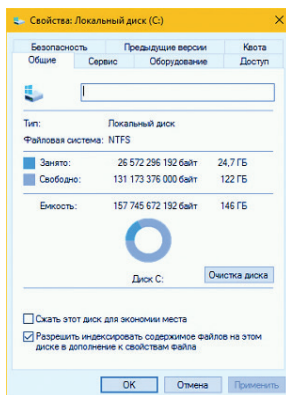 Свойства: Локальный диск (C:)
Безопасность Предыдущие версии Квота
Общие Сервис Оборудование Доступ
Тип: Локальный диск
Файловая система: NTFS
Занято: 26 572 296 192 байт 24,7 ГБ
Свободно: 131 173 376 000 байт 122 ГБ
Емкость: 157 745 672 192 байт 146 ГБ
Диск C:
Очистка диска
Сжать этот диск для экономии места
Разрешить индексировать содержимое файлов на этом
диске в дополнение к свойствам файла
OK Отмена Применить